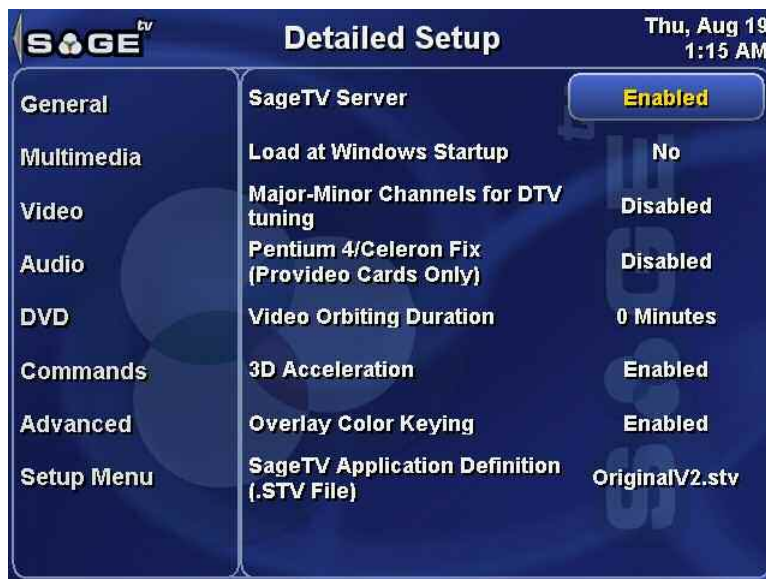 SAGE tv
Detailed Setup
Thu, Aug 19
1:15 AM
General
Multimedia
Video
Audio
DVD
Commands
Advanced
Setup Menu
SageTV Server
Enabled
Load at Windows Startup
No
Major-Minor Channels for DTV
tuning
Disabled
Pentium 4/Celeron Fix
(Provideo Cards Only)
Disabled
Video Orbiting Duration
0 Minutes
3D Acceleration
Enabled
Overlay Color Keying
Enabled
SageTV Application Definition
(.STV File)
OriginalV2.stv
SAGE tv